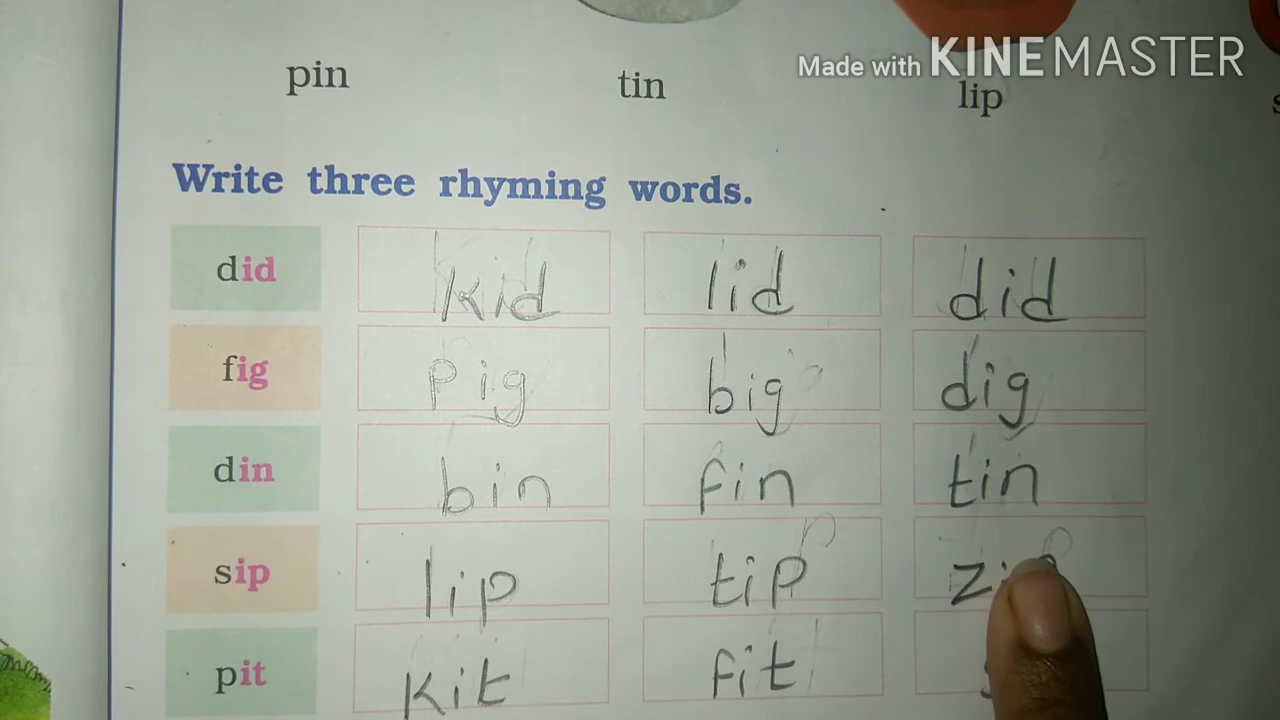 Made with KINEMASTER
pin tin lip
Write three rhyming words.
did kid lid did
fig pig big dig
din bin fin tin
sip lip tip
pit kit fit